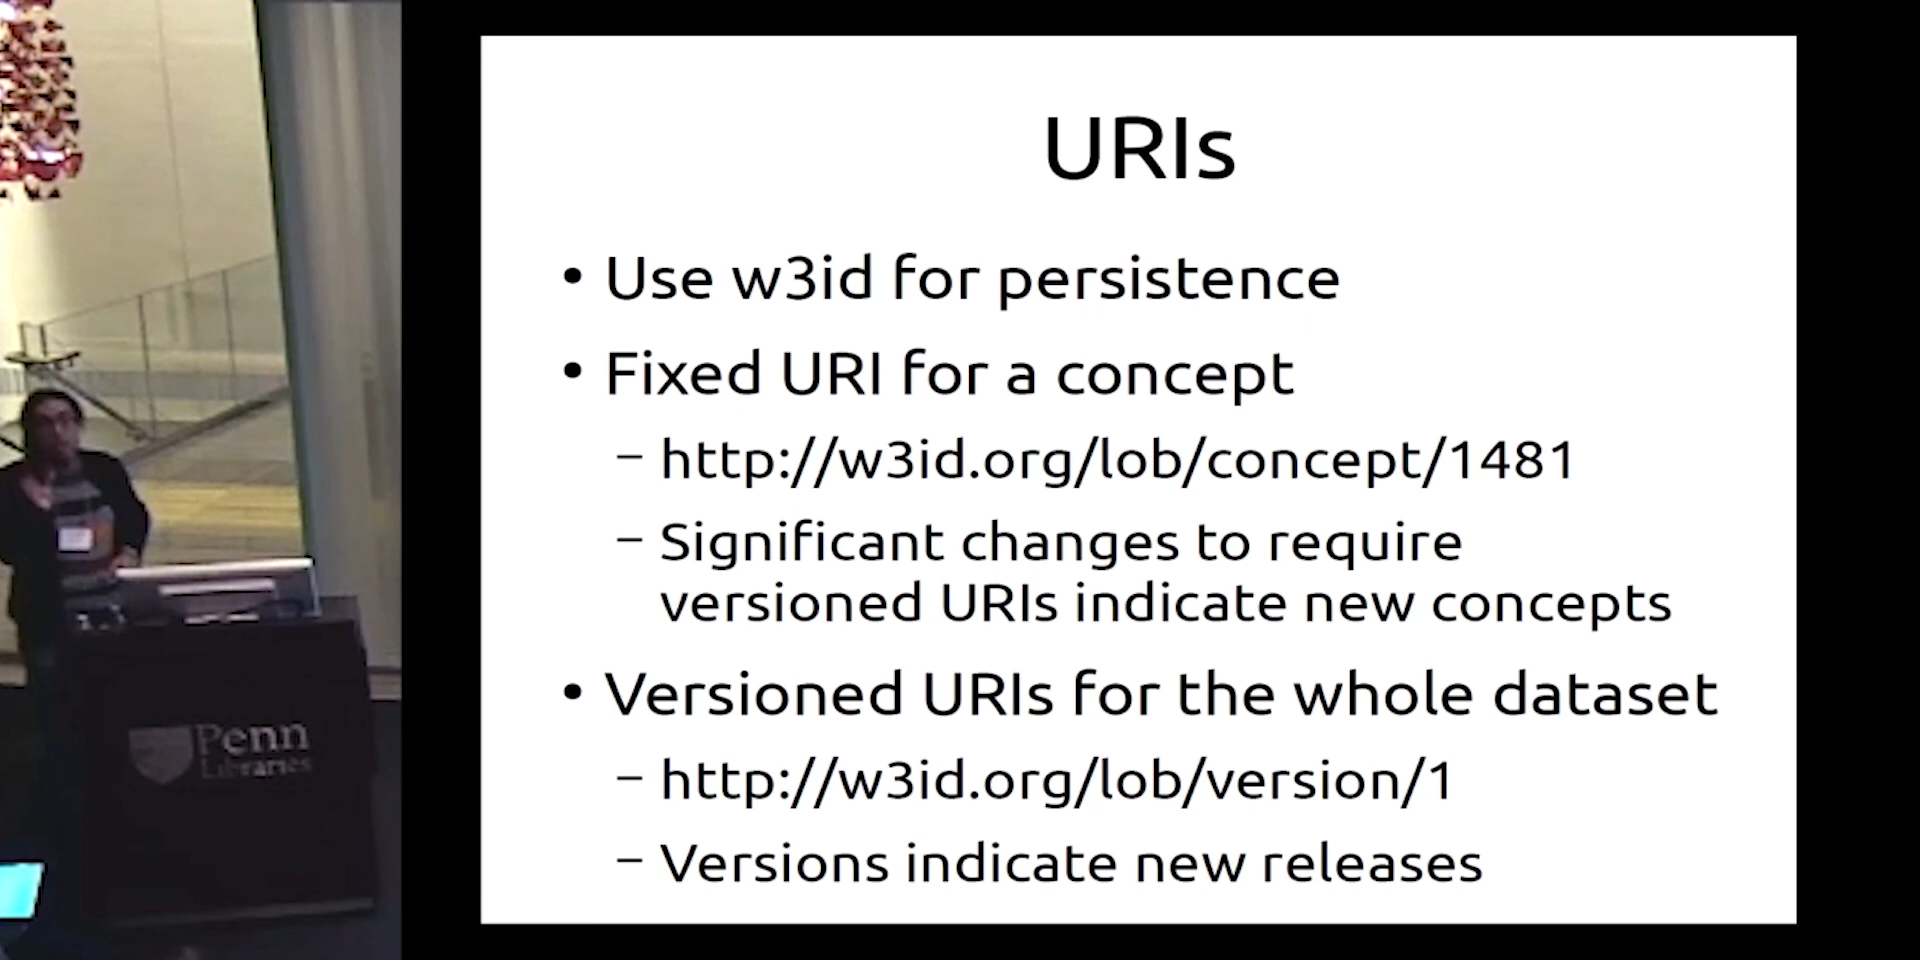 URIs
• Use w3id for persistence
• Fixed URI for a concept
– http://w3id.org/lob/concept/1481
– Significant changes to require
versioned URIs indicate new concepts
• Versioned URIs for the whole dataset
– http://w3id.org/lob/version/1
– Versions indicate new releases
Penn
Libraries